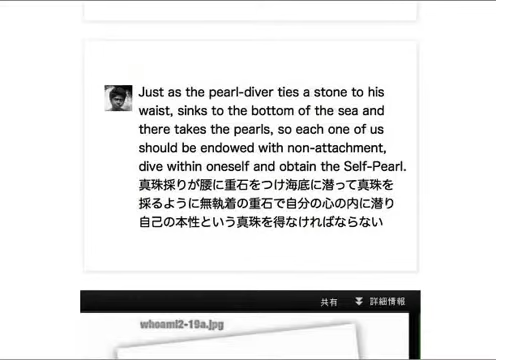 Just as the pearl-diver ties a stone to his
waist, sinks to the bottom of the sea and
there takes the pearls, so each one of us
should be endowed with non-attachment,
dive within oneself and obtain the Self-Pearl.
真珠採りが腰に重石をつけ海底に潜って真珠を
採るように無執着の重石で自分の心の内に潜り
自己の本性という真珠を得なければならない
共有 詳細情報
whoami2-19a.jpg